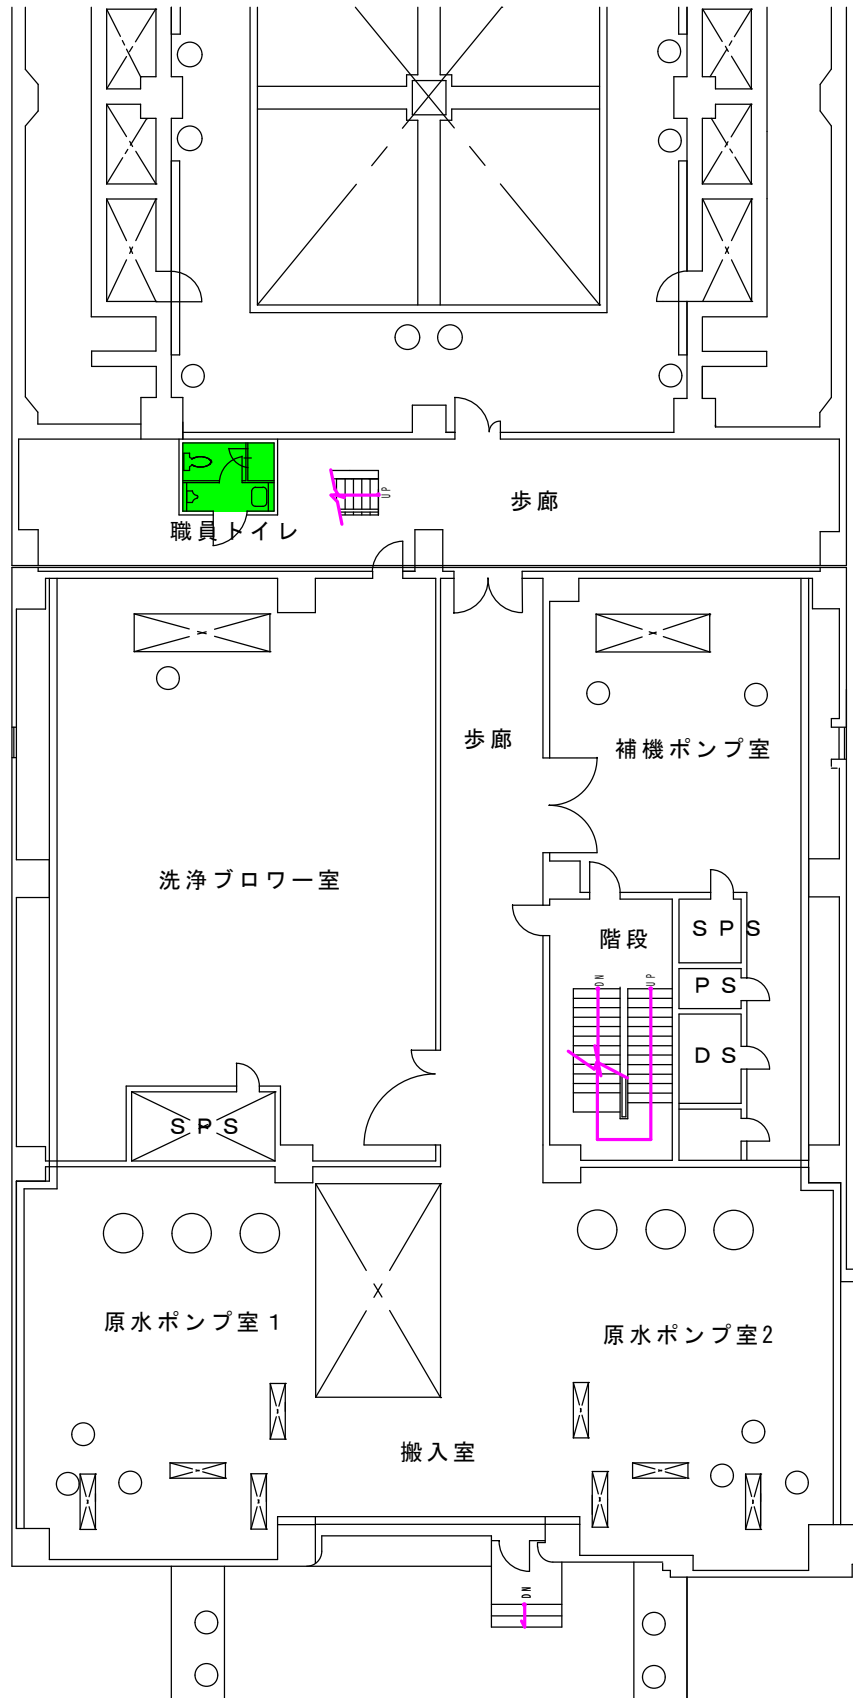 UP
歩廊
職員トイレ
歩廊
補機ポンプ室
洗浄ブロワー室
SPS
階段
DN
UP
PS
DS
SPS
原水ポンプ室1
原水ポンプ室2
搬入室
DN